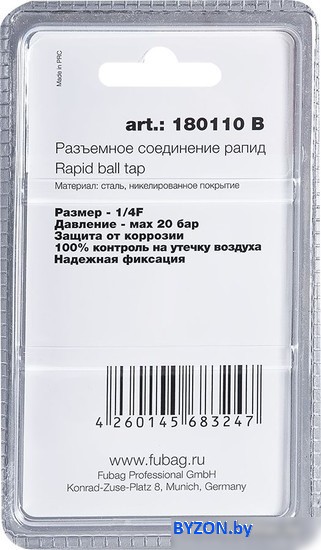 Made in PRC
art.: 180110 B
Разъемное соединение рапид
Rapid ball tap
Материал: сталь, никелированное покрытие
Размер - 1/4F
Давление - мах 20 бар
Защита от коррозии
100% контроль на утечку воздуха
Надежная фиксация
4 260145 683247
www.fubag.ru
Fubag Professional GmbH
Konrad-Zuse-Platz 8, Munich, Germany
BYZON.by